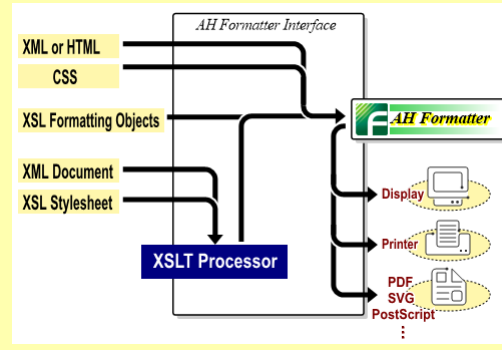 AH Formatter Interface
XML or HTML
CSS
XSL Formatting Objects
AH Formatter
XML Document
XSL Stylesheet
XSLT Processor
Display
Printer
PDF
SVG
PostScript
⋮